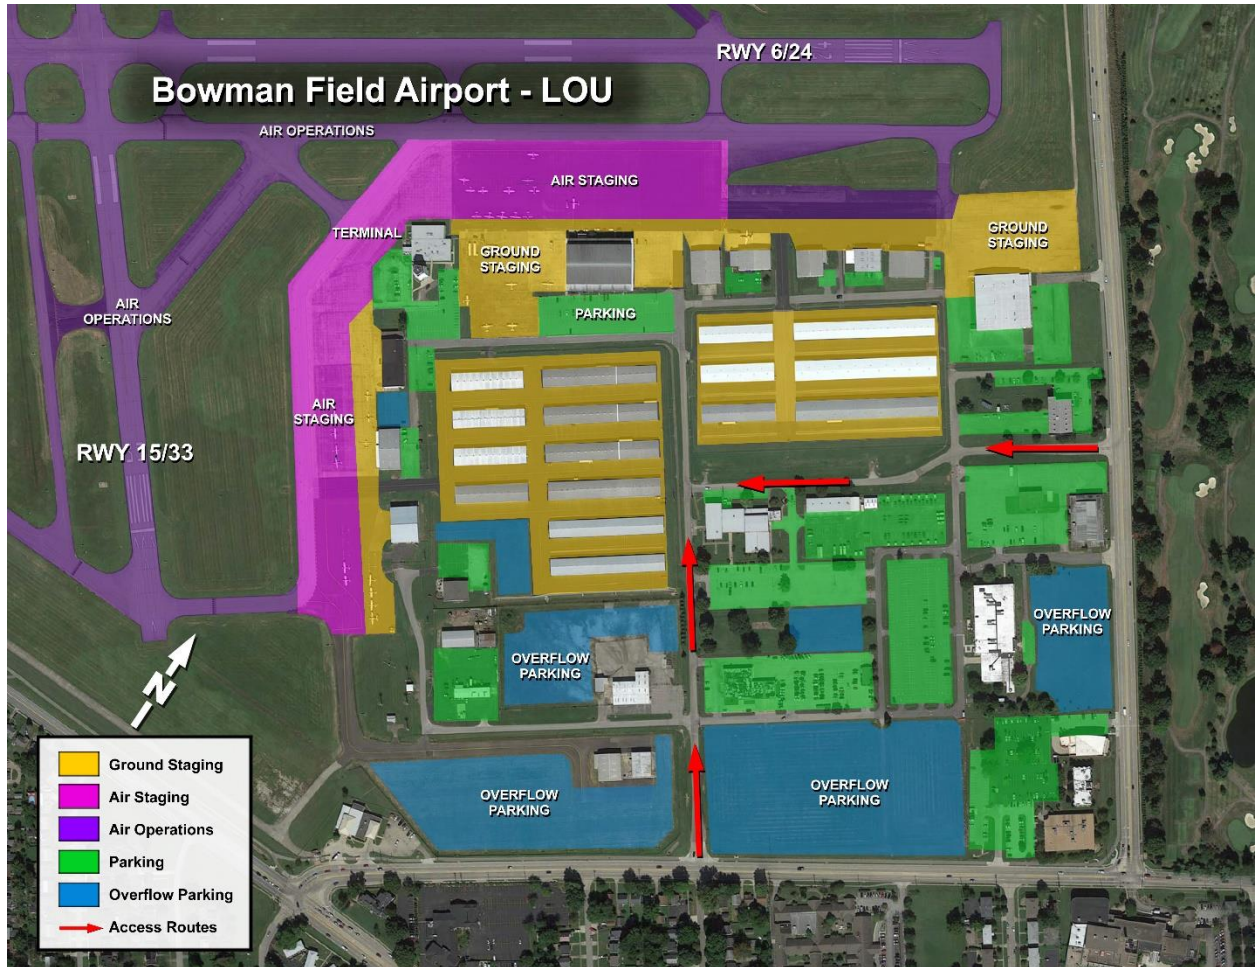 RWY 6/24
Bowman Field Airport - LOU
AIR OPERATIONS
AIR STAGING
TERMINAL
GROUND
STAGING
GROUND
STAGING
AIR
OPERATIONS
PARKING
AIR
STAGING
RWY 15/33
OVERFLOW
PARKING
OVERFLOW
PARKING
N
OVERFLOW
PARKING
OVERFLOW
PARKING
Ground Staging
Air Staging
Air Operations
Parking
Overflow Parking
Access Routes